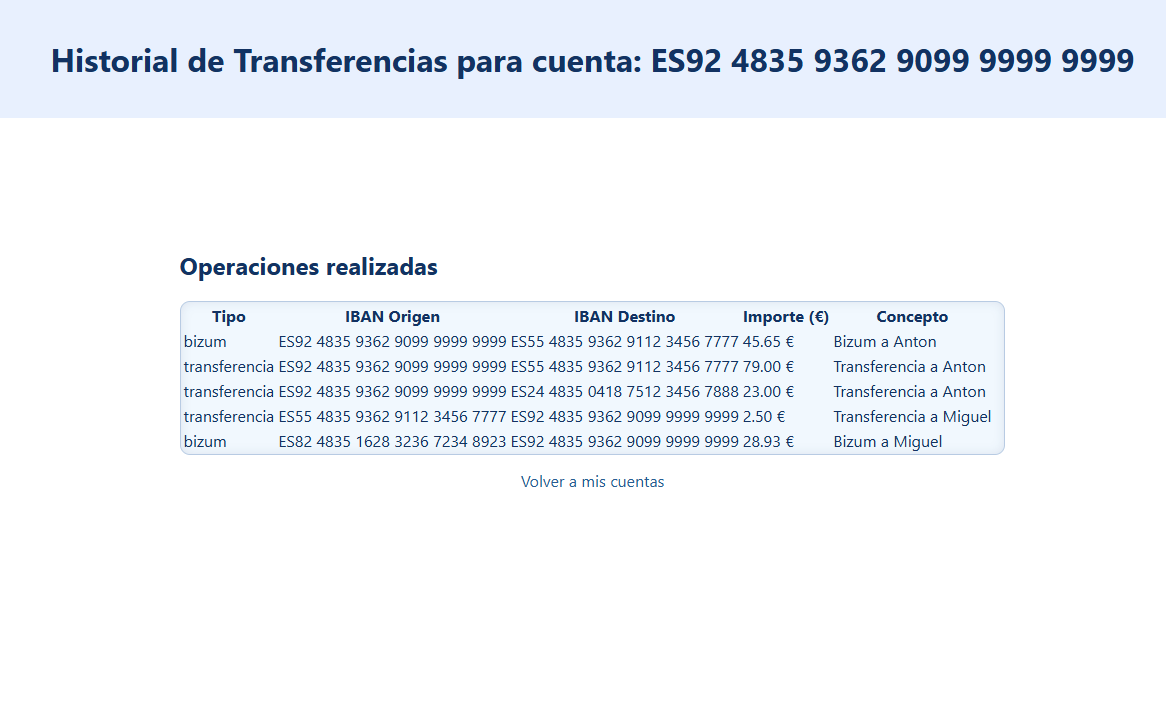 Historial de Transferencias para cuenta: ES92 4835 9362 9099 9999 9999
Operaciones realizadas
Tipo IBAN Origen IBAN Destino Importe (€) Concepto
bizum ES92 4835 9362 9099 9999 9999 ES55 4835 9362 9112 3456 7777 45.65 € Bizum a Anton
transferencia ES92 4835 9362 9099 9999 9999 ES55 4835 9362 9112 3456 7777 79.00 € Transferencia a Anton
transferencia ES92 4835 9362 9099 9999 9999 ES24 4835 0418 7512 3456 7888 23.00 € Transferencia a Anton
transferencia ES55 4835 9362 9112 3456 7777 ES92 4835 9362 9099 9999 9999 2.50 € Transferencia a Miguel
bizum ES82 4835 1628 3236 7234 8923 ES92 4835 9362 9099 9999 9999 28.93 € Bizum a Miguel
Volver a mis cuentas